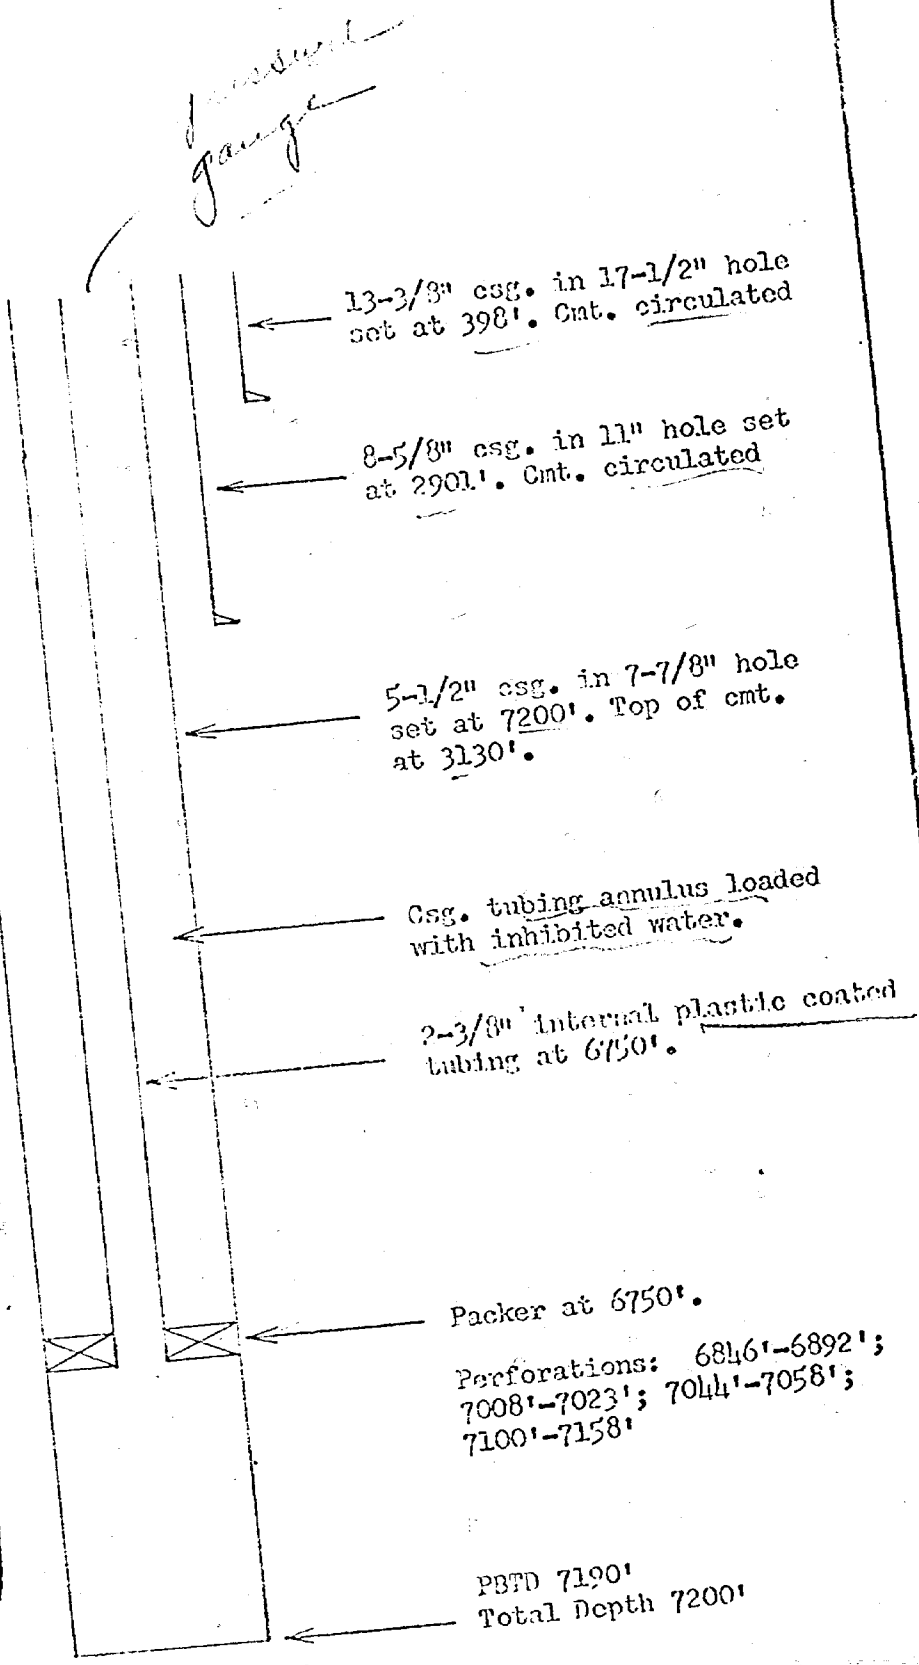 pressure
gauge
13-3/8" csg. in 17-1/2" hole
set at 398'. Cmt. circulated
8-5/8" csg. in 11" hole set
at 2901'. Cmt. circulated
5-1/2" csg. in 7-7/8" hole
set at 7200'. Top of cmt.
at 3130'.
Csg. tubing annulus loaded
with inhibited water.
2-3/8" internal plastic coated
tubing at 6750'.
Packer at 6750'.
Perforations: 6846'-6892';
7008'-7023'; 7044'-7058';
7100'-7158'
PBTD 7190'
Total Depth 7200'